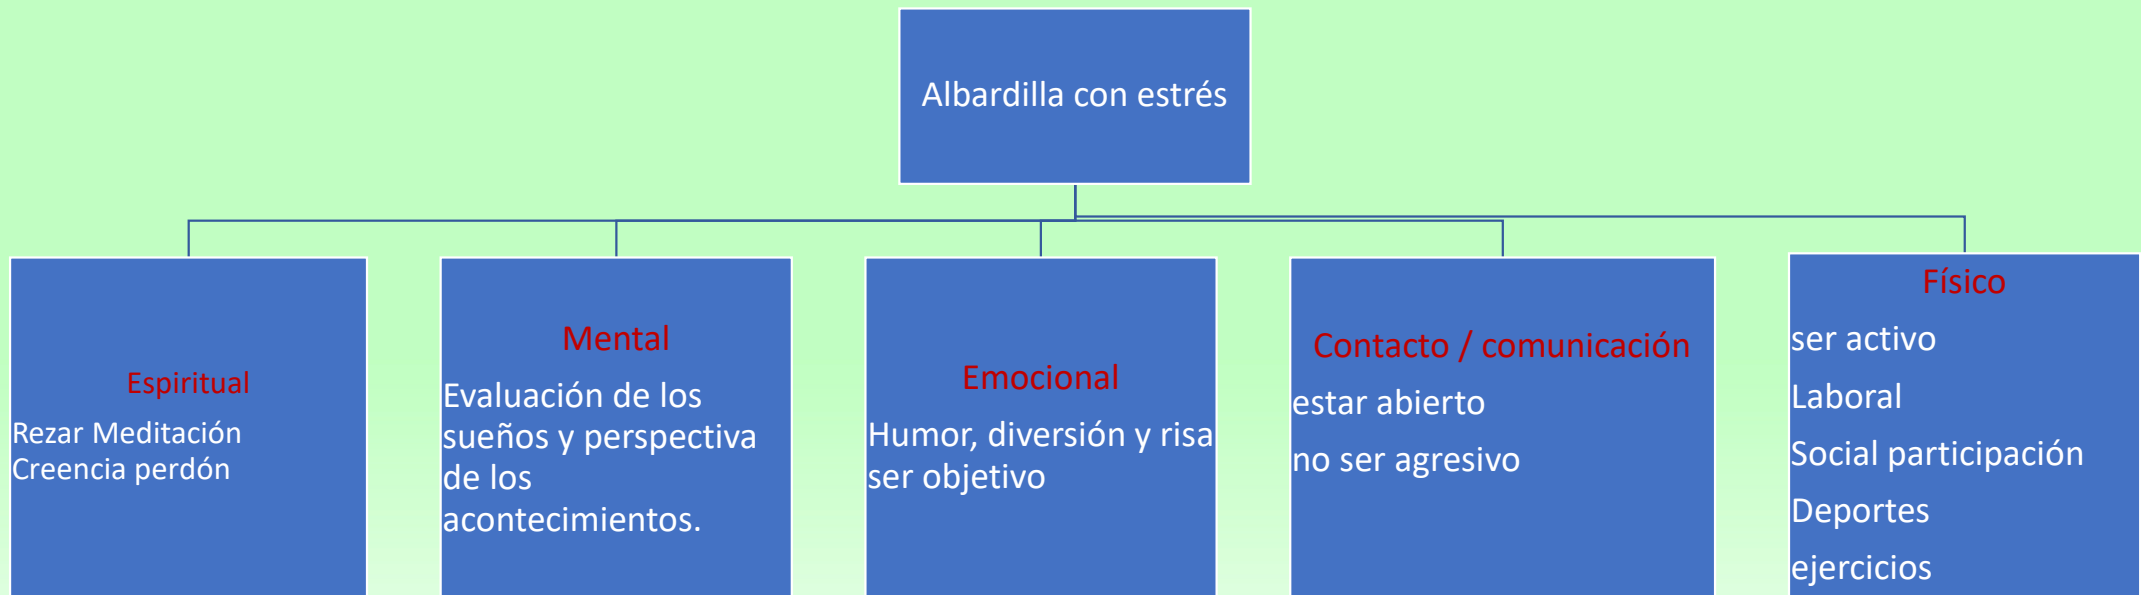 Albardilla con estrés
Espiritual
Rezar Meditación
Creencia perdón
Mental
Evaluación de los
sueños y perspectiva
de los
acontecimientos.
Emocional
Humor, diversión y risa
ser objetivo
Contacto / comunicación
estar abierto
no ser agresivo
Físico
ser activo
Laboral
Social participación
Deportes
ejercicios